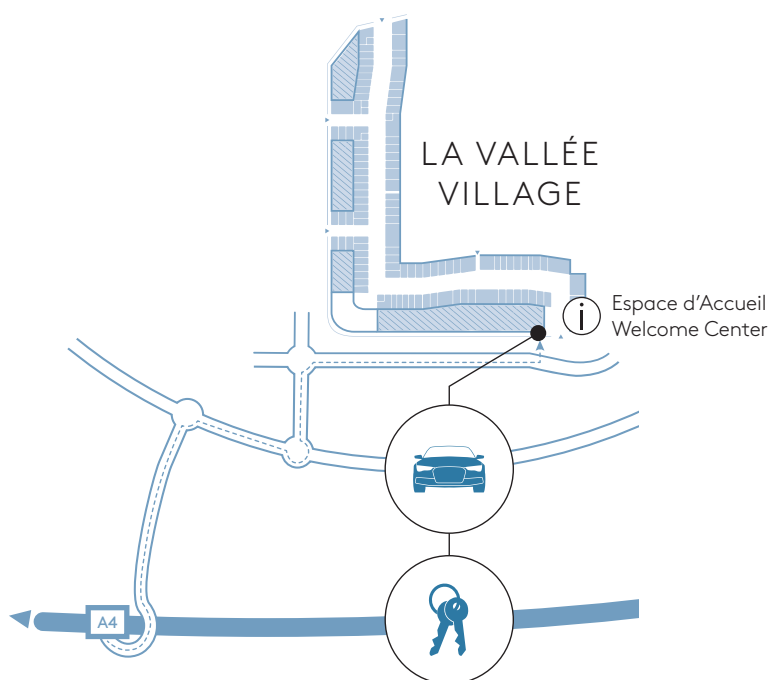 LA VALLÉE
VILLAGE
i
Espace d’Accueil
Welcome Center
A4